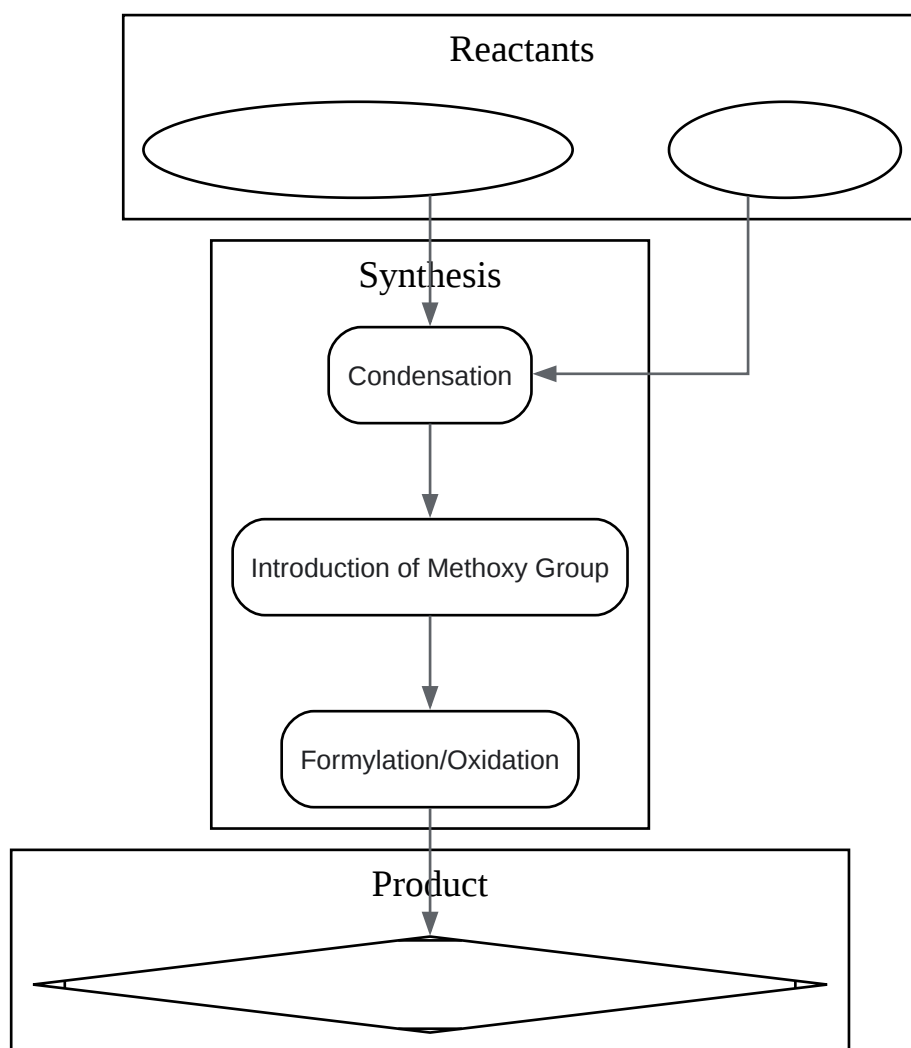 Reactants
Synthesis
Condensation
Introduction of Methoxy Group
Formylation/Oxidation
Product